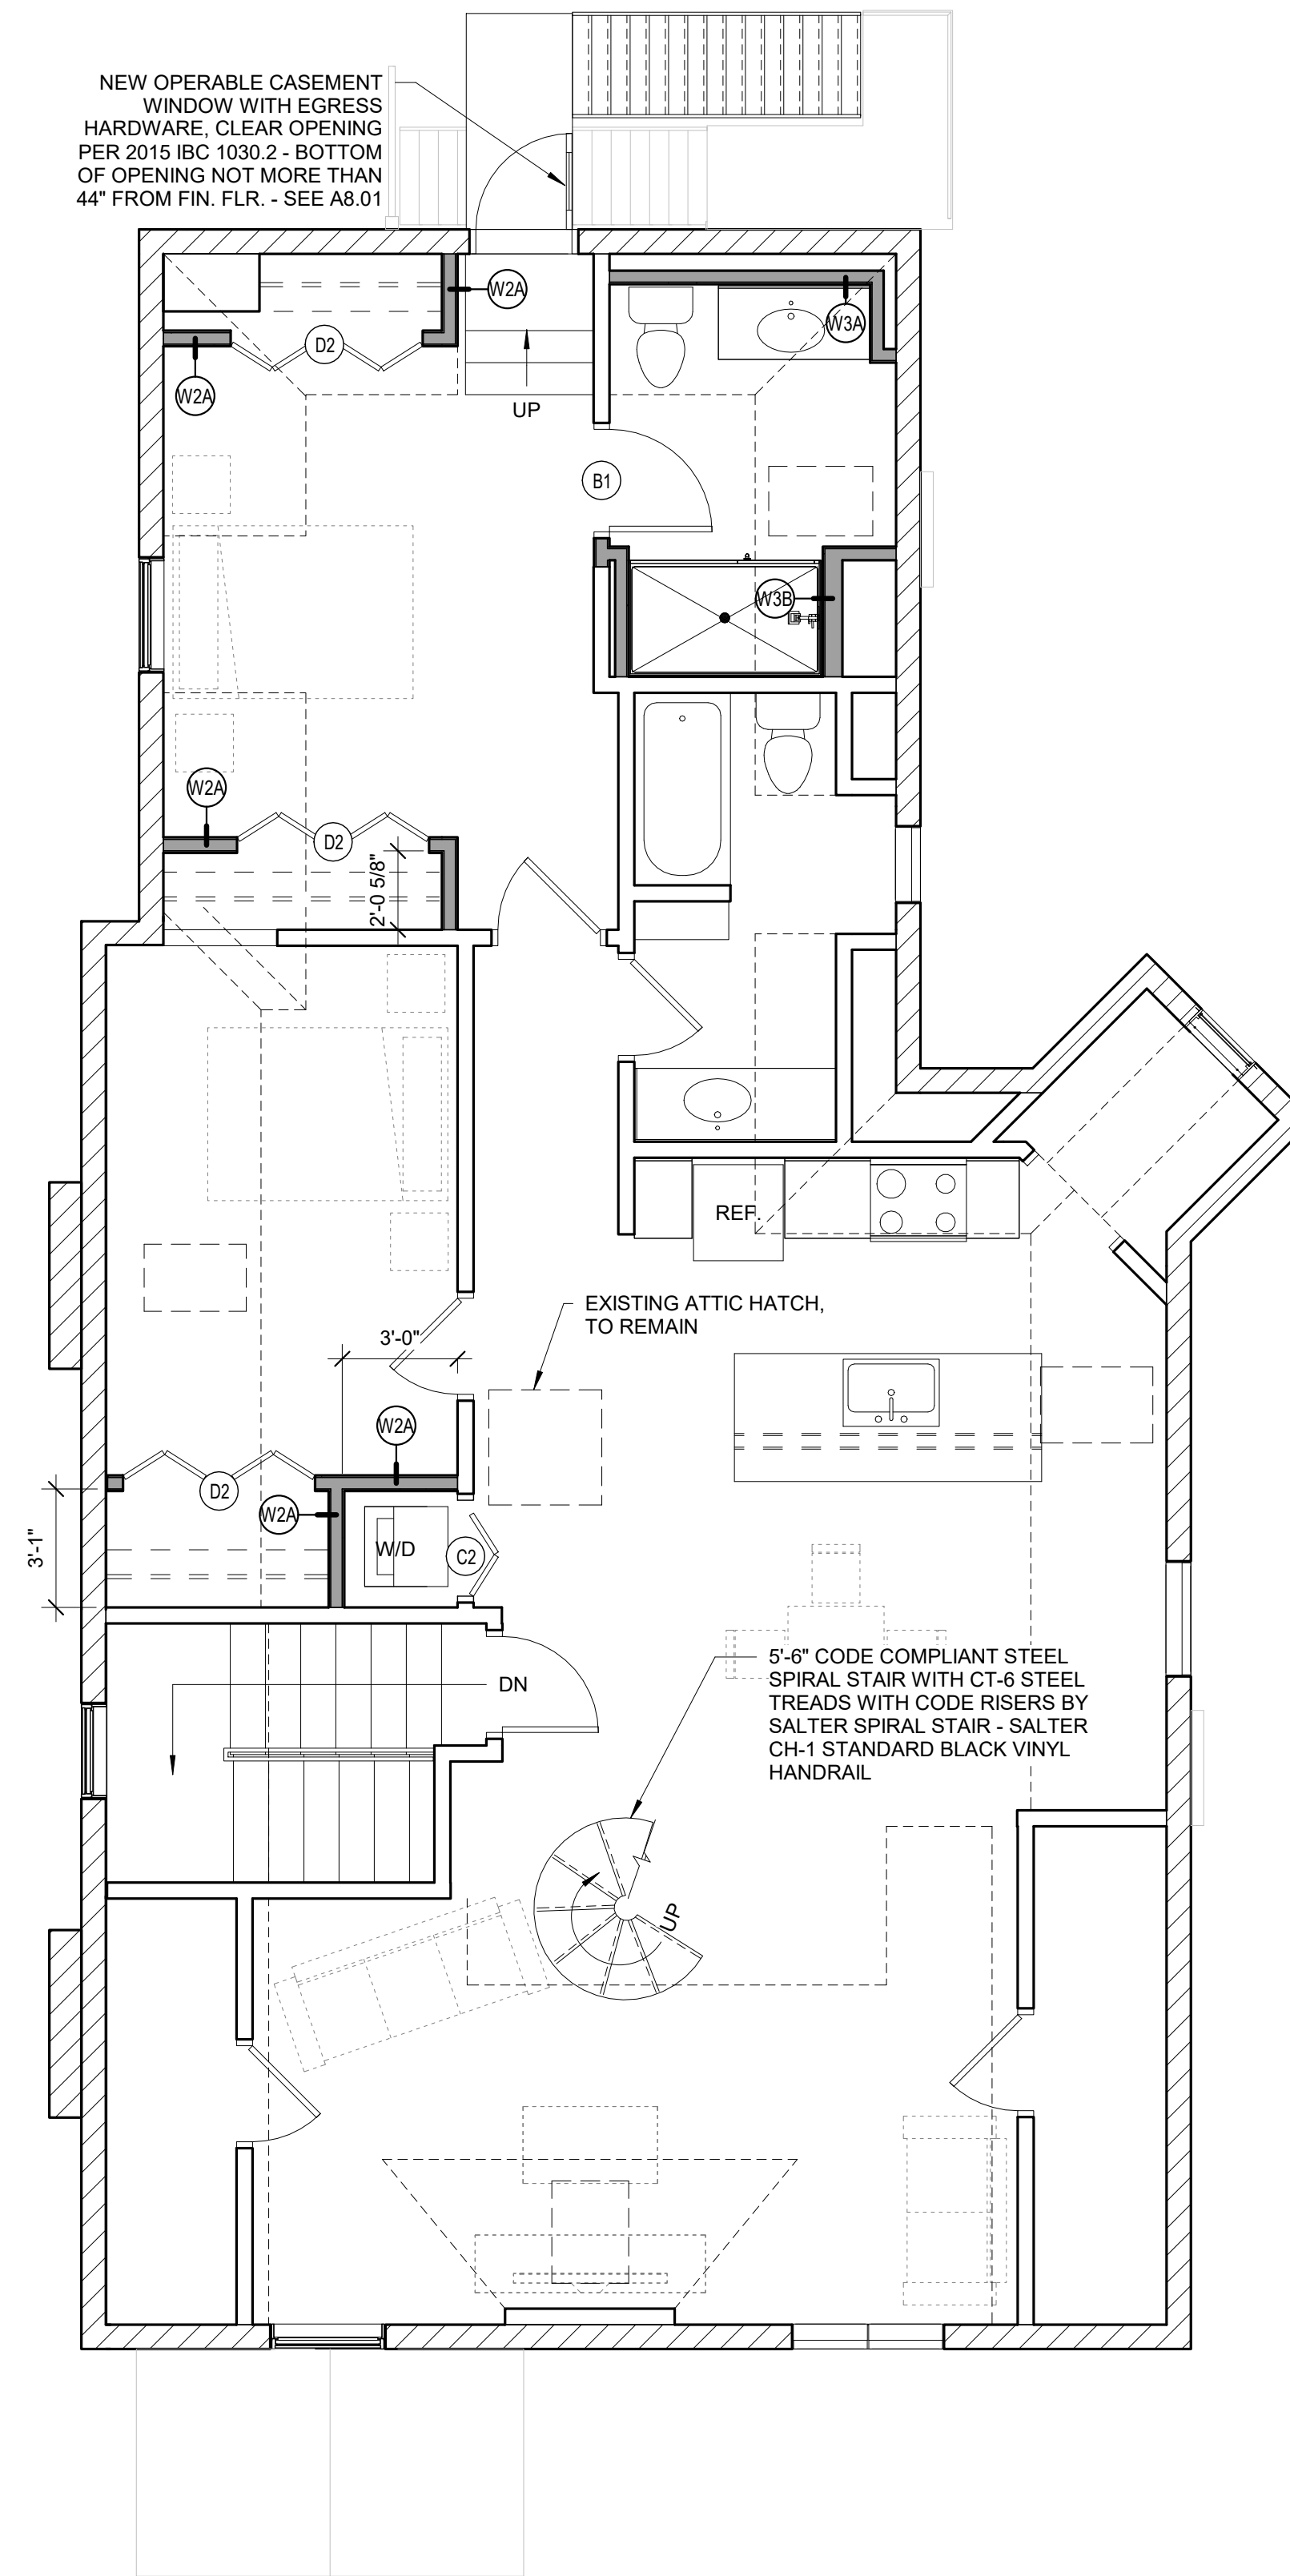 NEW OPERABLE CASEMENT
WINDOW WITH EGRESS
HARDWARE, CLEAR OPENING
PER 2015 IBC 1030.2 - BOTTOM
OF OPENING NOT MORE THAN
44" FROM FIN. FLR. - SEE A8.01
W2A
W3A
D2
W2A
UP
B1
W3B
W2A
D2
2'-0 5/8"
REF.
EXISTING ATTIC HATCH,
TO REMAIN
3'-0"
W2A
D2
W2A
3'-1"
W/D
C2
5'-6" CODE COMPLIANT STEEL
SPIRAL STAIR WITH CT-6 STEEL
TREADS WITH CODE RISERS BY
SALTER SPIRAL STAIR - SALTER
CH-1 STANDARD BLACK VINYL
HANDRAIL
DN
UP